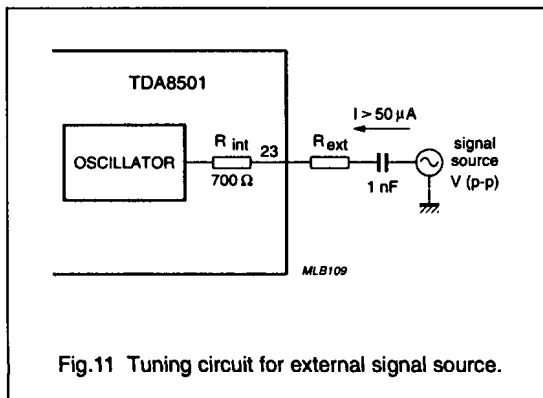 TDA8501
OSCILLATOR
R int
700 Ω
23
R ext
I > 50 µA
1 nF
signal
source
V (p-p)
MLB109
Fig.11 Tuning circuit for external signal source.